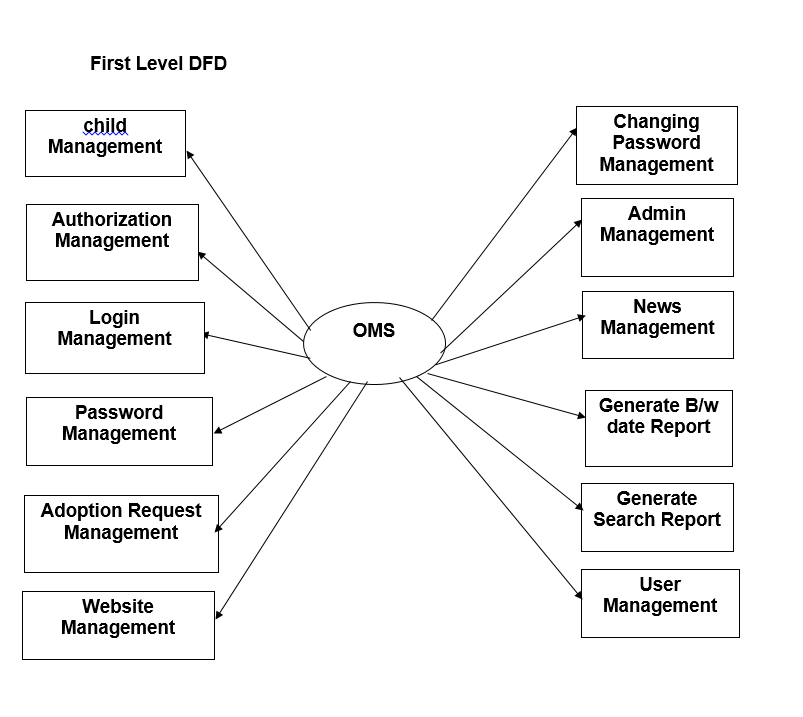 First Level DFD
child
Management
Authorization
Management
Login
Management
Password
Management
Adoption Request
Management
Website
Management
OMS
Changing
Password
Management
Admin
Management
News
Management
Generate B/w
date Report
Generate
Search Report
User
Management